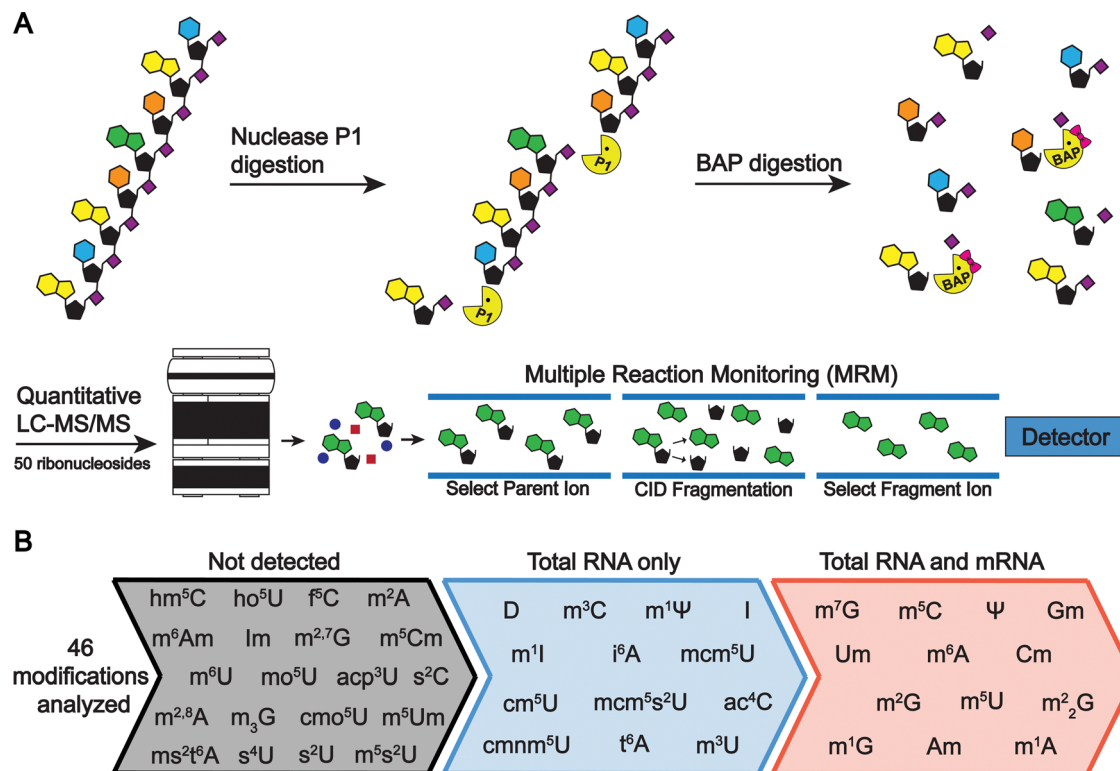 A
Nuclease P1
digestion
BAP digestion
P1
P1
BAP
BAP
Quantitative
LC-MS/MS
50 ribonucleosides
Multiple Reaction Monitoring (MRM)
Select Parent Ion
CID Fragmentation
Select Fragment Ion
Detector
B
Not detected
Total RNA only
Total RNA and mRNA
46
modifications
analyzed
hm⁵C ho⁵U f⁵C m²A
m⁶Am Im m²,⁷G m⁵Cm
m⁶U mo⁵U acp³U s²C
m²,⁸A m₃G cmo⁵U m⁵Um
ms²t⁶A s⁴U s²U m⁵s²U
D m³C m¹Ψ I
m¹I i⁶A mcm⁵U
cm⁵U mcm⁵s²U ac⁴C
cmnm⁵U t⁶A m³U
m⁷G m⁵C Ψ Gm
Um m⁶A Cm
m²G m⁵U m²₂G
m¹G Am m¹A